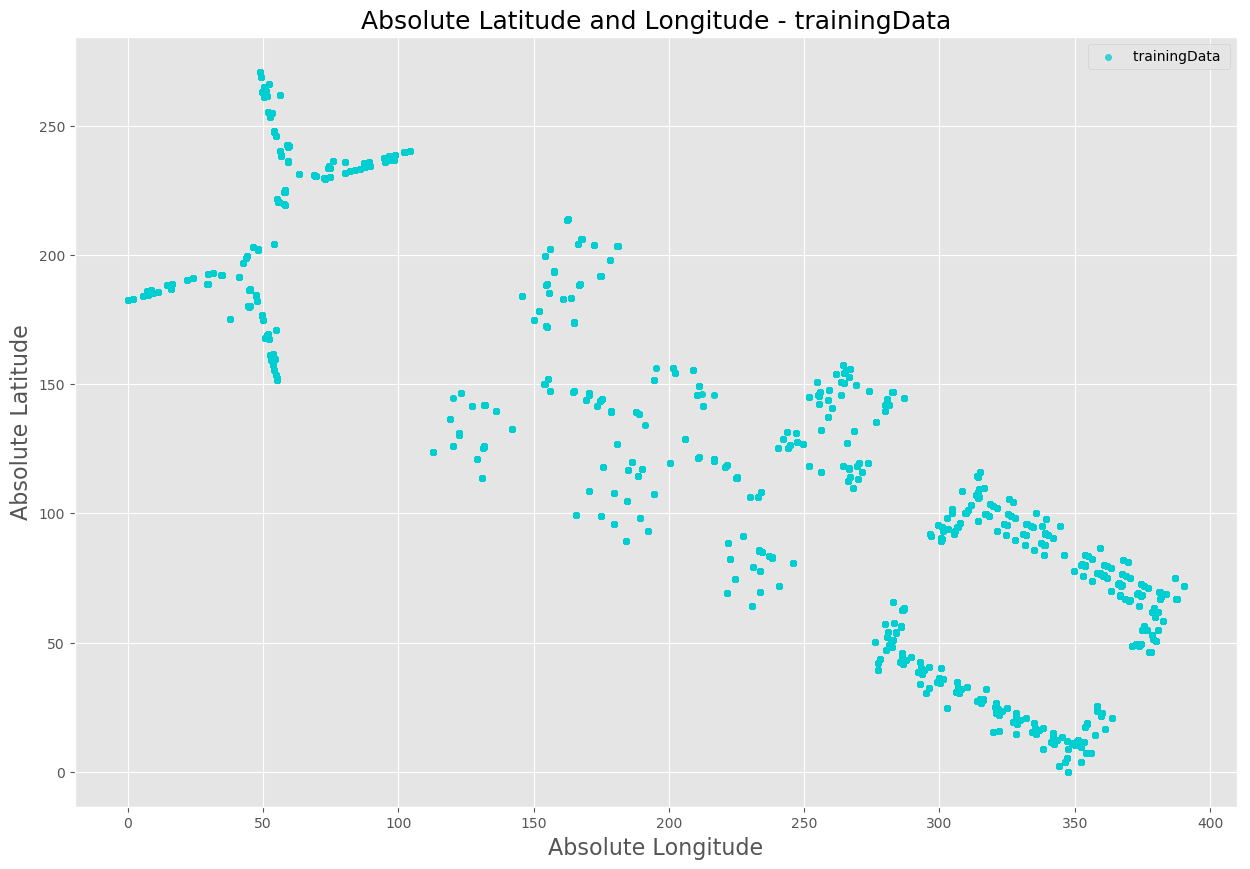 Absolute Latitude and Longitude - trainingData
trainingData
Absolute Latitude
250
200
150
100
50
0
0 50 100 150 200 250 300 350 400
Absolute Longitude